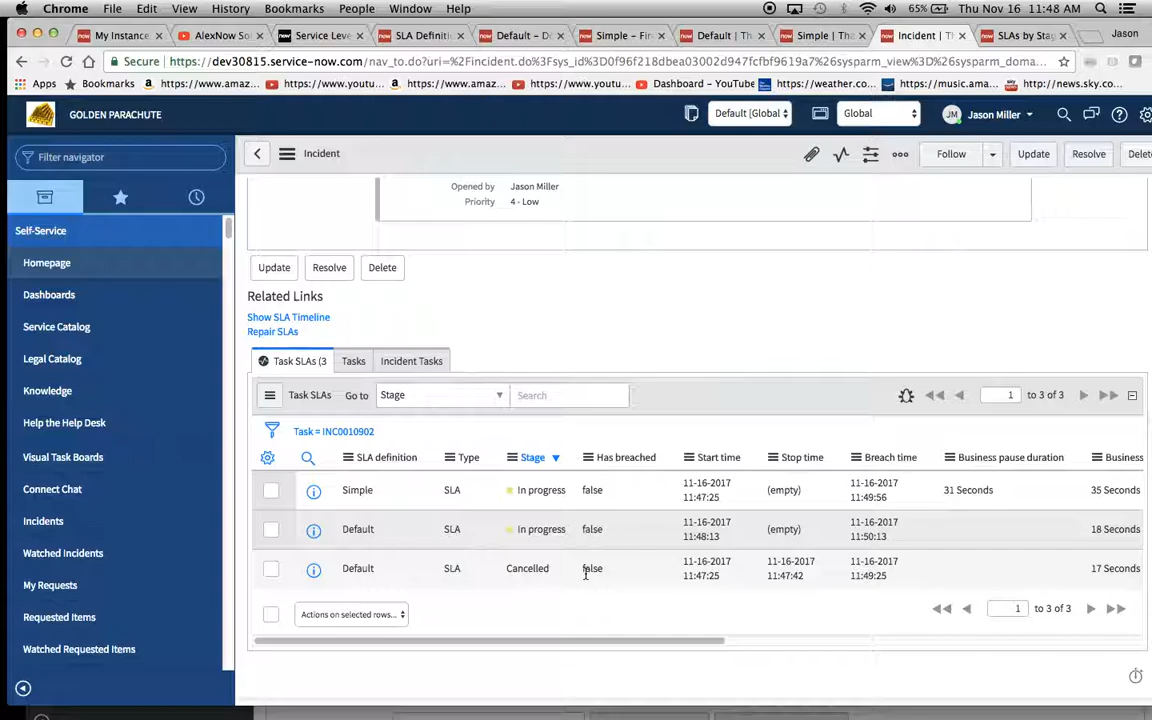 Chrome File Edit View History Bookmarks People Window Help 65% Thu Nov 16 11:48 AM
My Instance AlexNow So Service Leve SLA Definiti Default – D Simple – Fi Default | Th Simple | Tha Incident | T SLAs by Stag Jason
Secure https://dev30815.service-now.com/nav_to.do?uri=%2Fincident.do%3Fsys_id%3D0f96f218dbea03002d947fcfbf9619a7%26sysparm_view%3D%26sysparm_doma...
Apps Bookmarks https://www.amaz... https://www.youtu... https://www.amaz... https://www.youtu... Dashboard - YouTube https://weather.co... https://music.ama... http://news.sky.co...
GOLDEN PARACHUTE Default [Global Global JM Jason Miller
Filter navigator Incident Follow Update Resolve Delet
Opened by Jason Miller
Priority 4 - Low
Self-Service
Homepage
Dashboards
Service Catalog
Legal Catalog
Knowledge
Help the Help Desk
Visual Task Boards
Connect Chat
Incidents
Watched Incidents
My Requests
Requested Items
Watched Requested Items
Update Resolve Delete
Related Links
Show SLA Timeline
Repair SLAs
Task SLAs (3 Tasks Incident Tasks
Task SLAs Go to Stage Search 1 to 3 of 3
Task = INC0010902
SLA definition Type Stage Has breached Start time Stop time Breach time Business pause duration Business
Simple SLA In progress false 11-16-2017 11:47:25 (empty) 11-16-2017 11:49:56 31 Seconds 35 Seconds
Default SLA In progress false 11-16-2017 11:48:13 (empty) 11-16-2017 11:50:13 18 Seconds
Default SLA Cancelled false 11-16-2017 11:47:25 11-16-2017 11:47:42 11-16-2017 11:49:25 17 Seconds
Actions on selected rows... 1 to 3 of 3